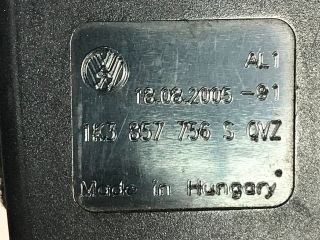 AL1
18.08.2005 -91
1K3 857 756 S QVZ
Made in Hungary